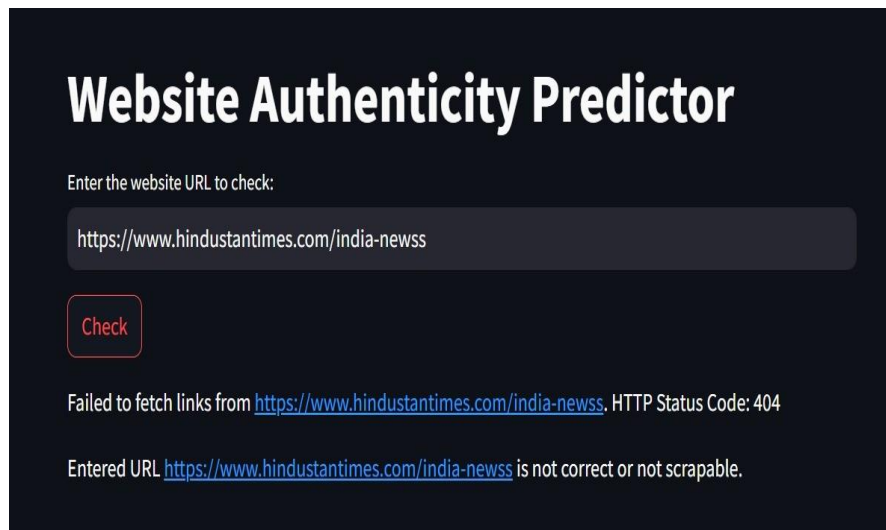 Website Authenticity Predictor
Enter the website URL to check:
https://www.hindustantimes.com/india-newss
Check
Failed to fetch links from https://www.hindustantimes.com/india-newss. HTTP Status Code: 404
Entered URL https://www.hindustantimes.com/india-newss is not correct or not scrapable.